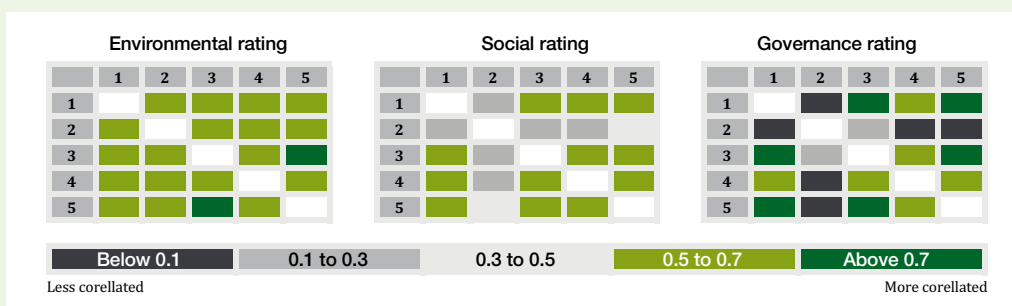 Environmental rating Social rating Governance rating
1 2 3 4 5 1 2 3 4 5 1 2 3 4 5
1 1 1
2 2 2
3 3 3
4 4 4
5 5 5
Below 0.1 0.1 to 0.3 0.3 to 0.5 0.5 to 0.7 Above 0.7
Less corellated More corellated